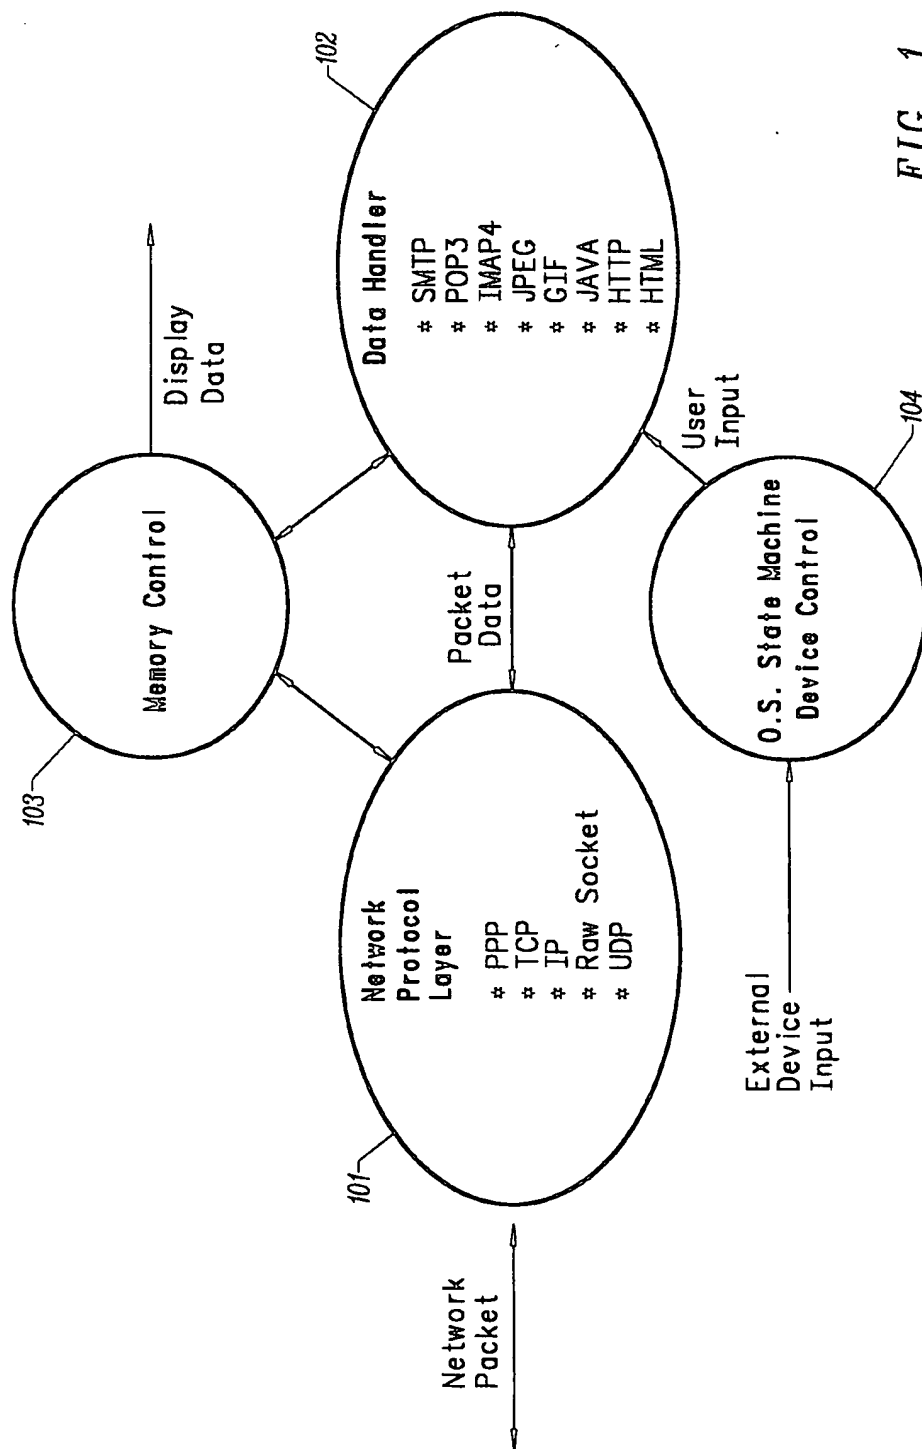 103
Memory Control
Display
Data
102
Data Handler
* SMTP
* POP3
* IMAP4
* JPEG
* GIF
* JAVA
* HTTP
* HTML
101
Network
Protocol
Layer
* PPP
* TCP
* IP
* Raw Socket
* UDP
Network
Packet
Packet
Data
User
Input
External
Device
Input
O.S. State Machine
Device Control
104
FIG. 1